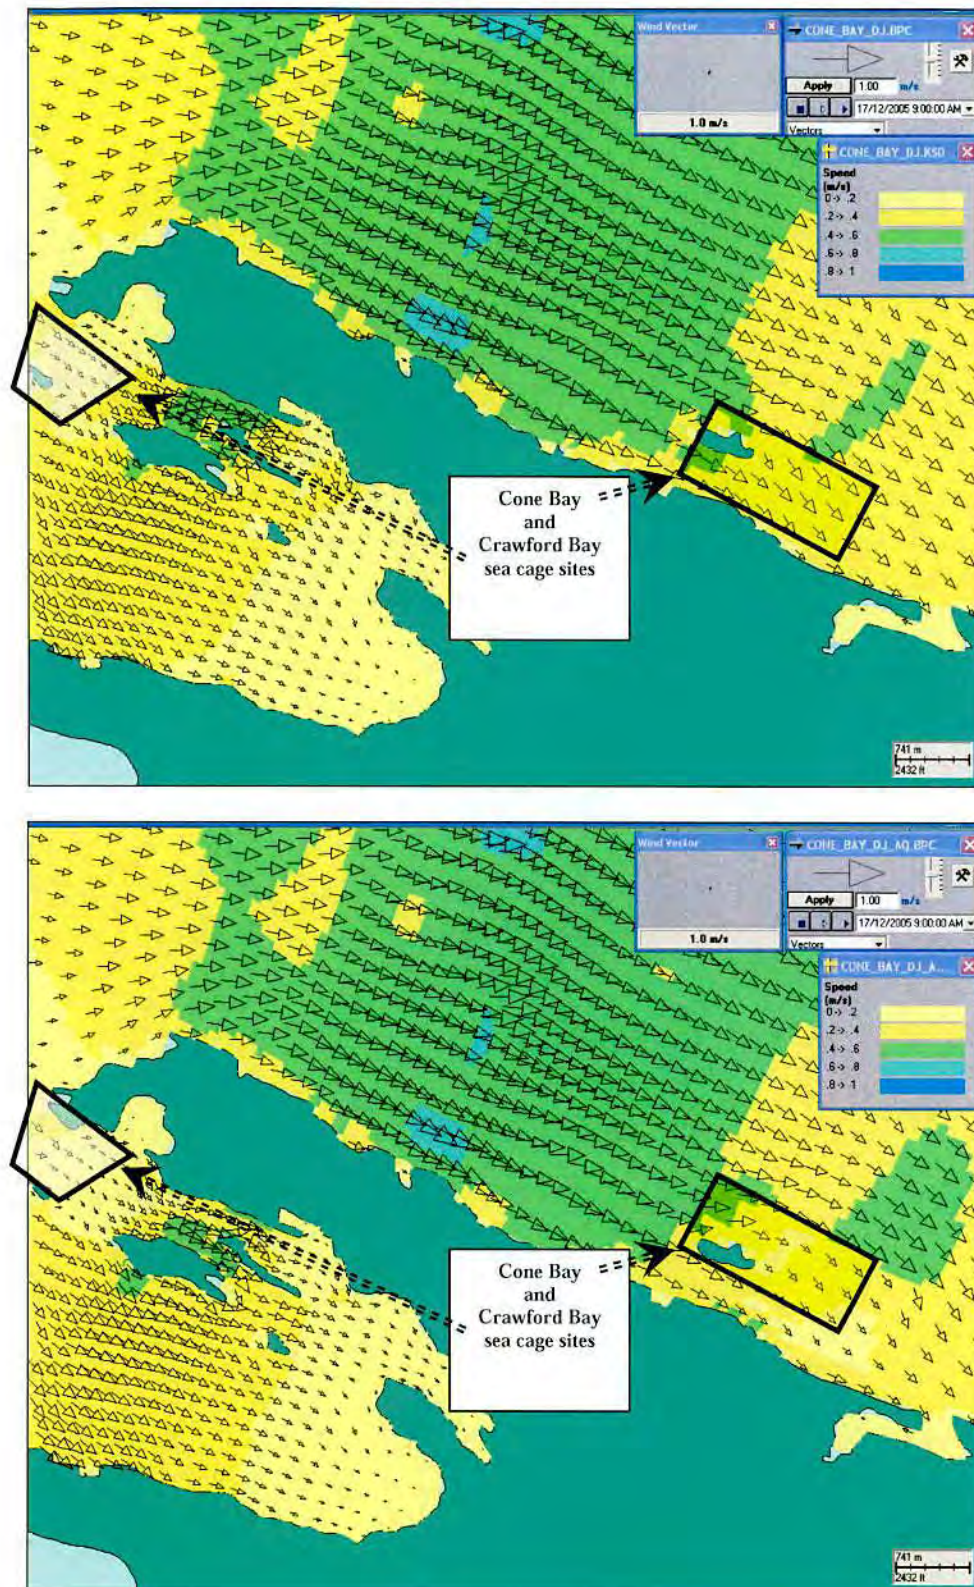 Wind Vector
1.0 m/s
CONE_BAY_DJ.BPC
Apply 1.00 m/s
17/12/2005 9:00:00 AM
Vectors
CONE_BAY_DJ.KSD
Speed
(m/s)
0-> .2
.2-> .4
.4-> .6
.6-> .8
.8-> 1
Cone Bay
and
Crawford Bay
sea cage sites
741 m
2432 ft
Wind Vector
1.0 m/s
CONE_BAY_DJ_AQ.BPC
Apply 1.00 m/s
17/12/2005 9:00:00 AM
Vectors
CONE_BAY_DJ_A...
Speed
(m/s)
0-> .2
.2-> .4
.4-> .6
.6-> .8
.8-> 1
Cone Bay
and
Crawford Bay
sea cage sites
741 m
2432 ft